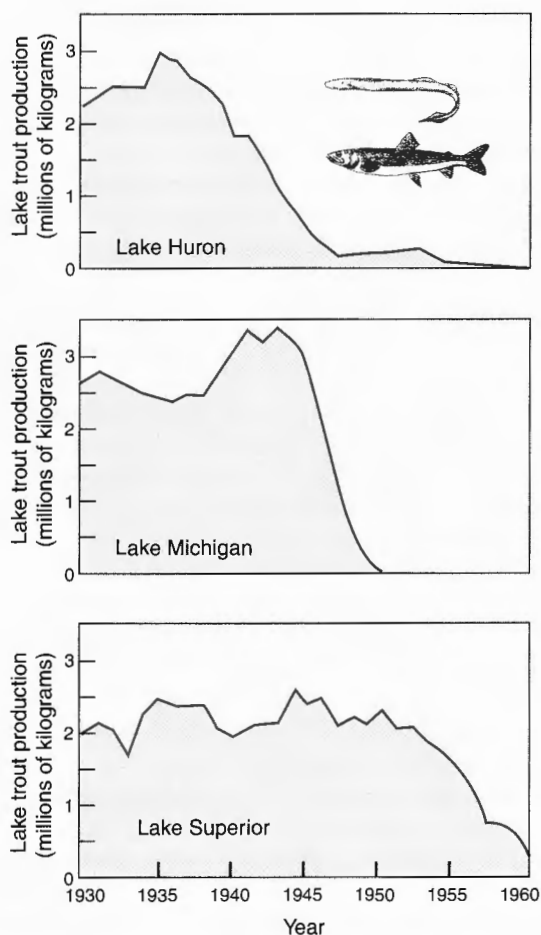 Lake trout production
(millions of kilograms)
3
2
1
0
Lake Huron
Lake trout production
(millions of kilograms)
3
2
1
0
Lake Michigan
Lake trout production
(millions of kilograms)
3
2
1
0
Lake Superior
1930 1935 1940 1945 1950 1955 1960
Year